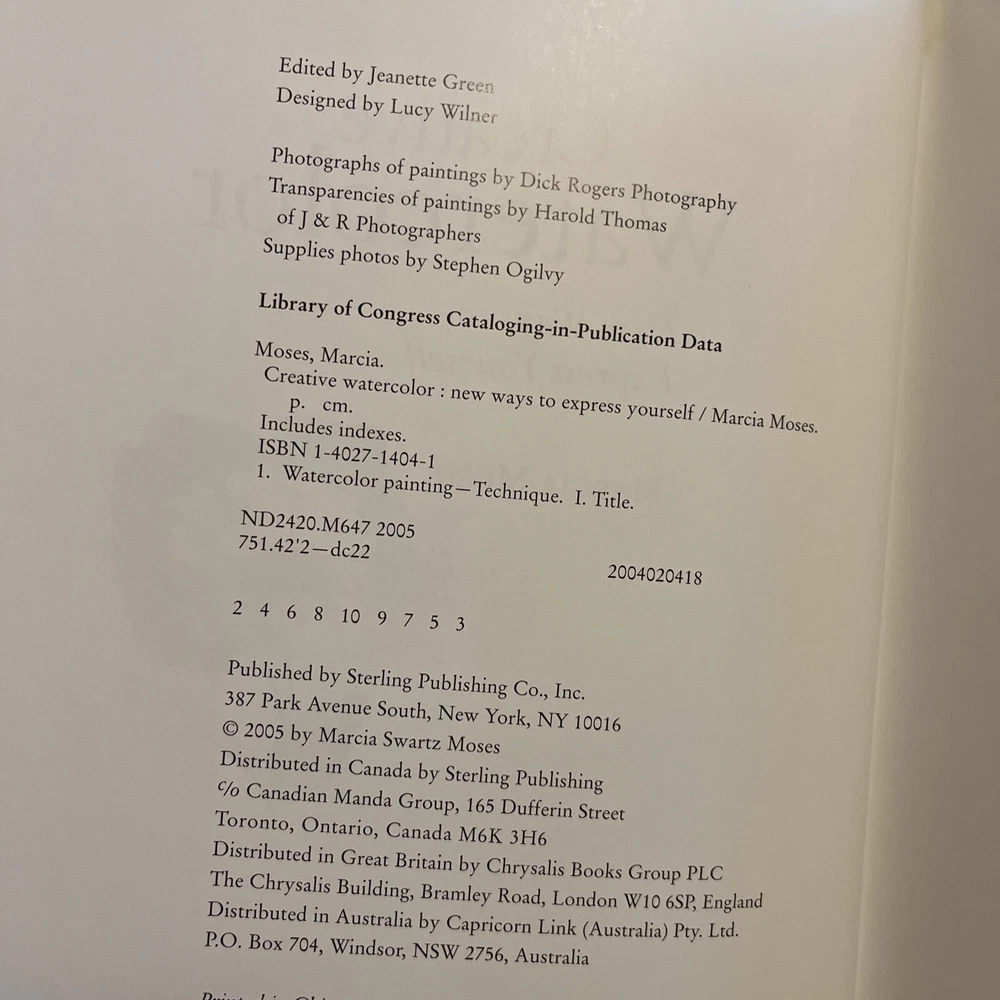 Edited by Jeanette Green
Designed by Lucy Wilner
Photographs of paintings by Dick Rogers Photography
Transparencies of paintings by Harold Thomas
of J & R Photographers
Supplies photos by Stephen Ogilvy
Library of Congress Cataloging-in-Publication Data
Moses, Marcia.
Creative watercolor : new ways to express yourself / Marcia Moses.
p. cm.
Includes indexes.
ISBN 1-4027-1404-1
1. Watercolor painting—Technique. I. Title.
ND2420.M647 2005
751.42'2—dc22
2004020418
2 4 6 8 10 9 7 5 3
Published by Sterling Publishing Co., Inc.
387 Park Avenue South, New York, NY 10016
© 2005 by Marcia Swartz Moses
Distributed in Canada by Sterling Publishing
c/o Canadian Manda Group, 165 Dufferin Street
Toronto, Ontario, Canada M6K 3H6
Distributed in Great Britain by Chrysalis Books Group PLC
The Chrysalis Building, Bramley Road, London W10 6SP, England
Distributed in Australia by Capricorn Link (Australia) Pty. Ltd.
P.O. Box 704, Windsor, NSW 2756, Australia